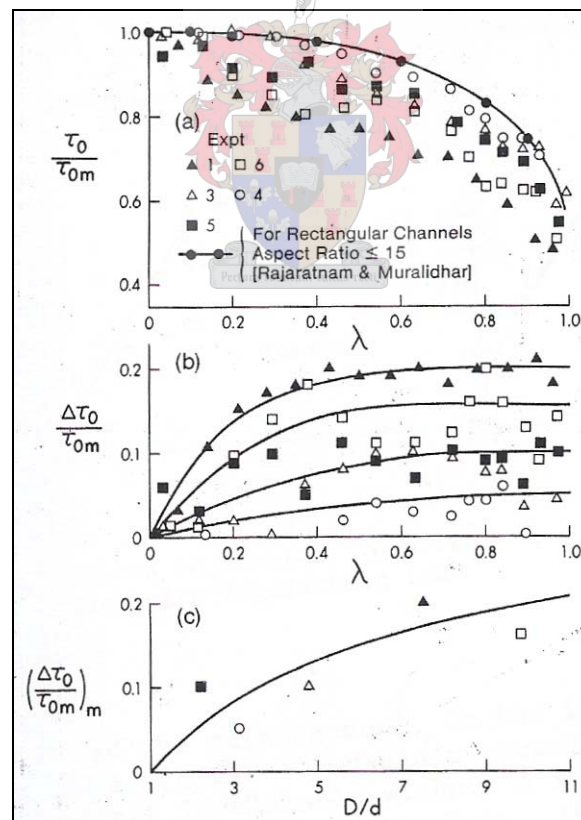 1.0
0.8
0.6
0.4
τ₀
τ₀ₘ
(a)
Expt
▲ 1 □ 6
△ 3 ○ 4
■ 5
For Rectangular Channels
Aspect Ratio ≤ 15
[Rajaratnam & Muralidhar]
0 0.2 0.4 0.6 0.8 1.0
λ
0.2
0.1
0
Δτ₀
τ₀ₘ
(b)
0 0.2 0.4 0.6 0.8 1.0
λ
0.2
0.1
0
(Δτ₀
τ₀ₘ)ₘ
(c)
1 3 5 7 9 11
D/d